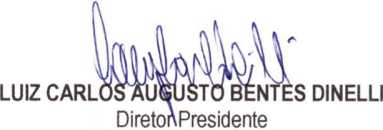 LUIZ CARLOS AUGUSTO BENTES DINELLI
Diretor Presidente